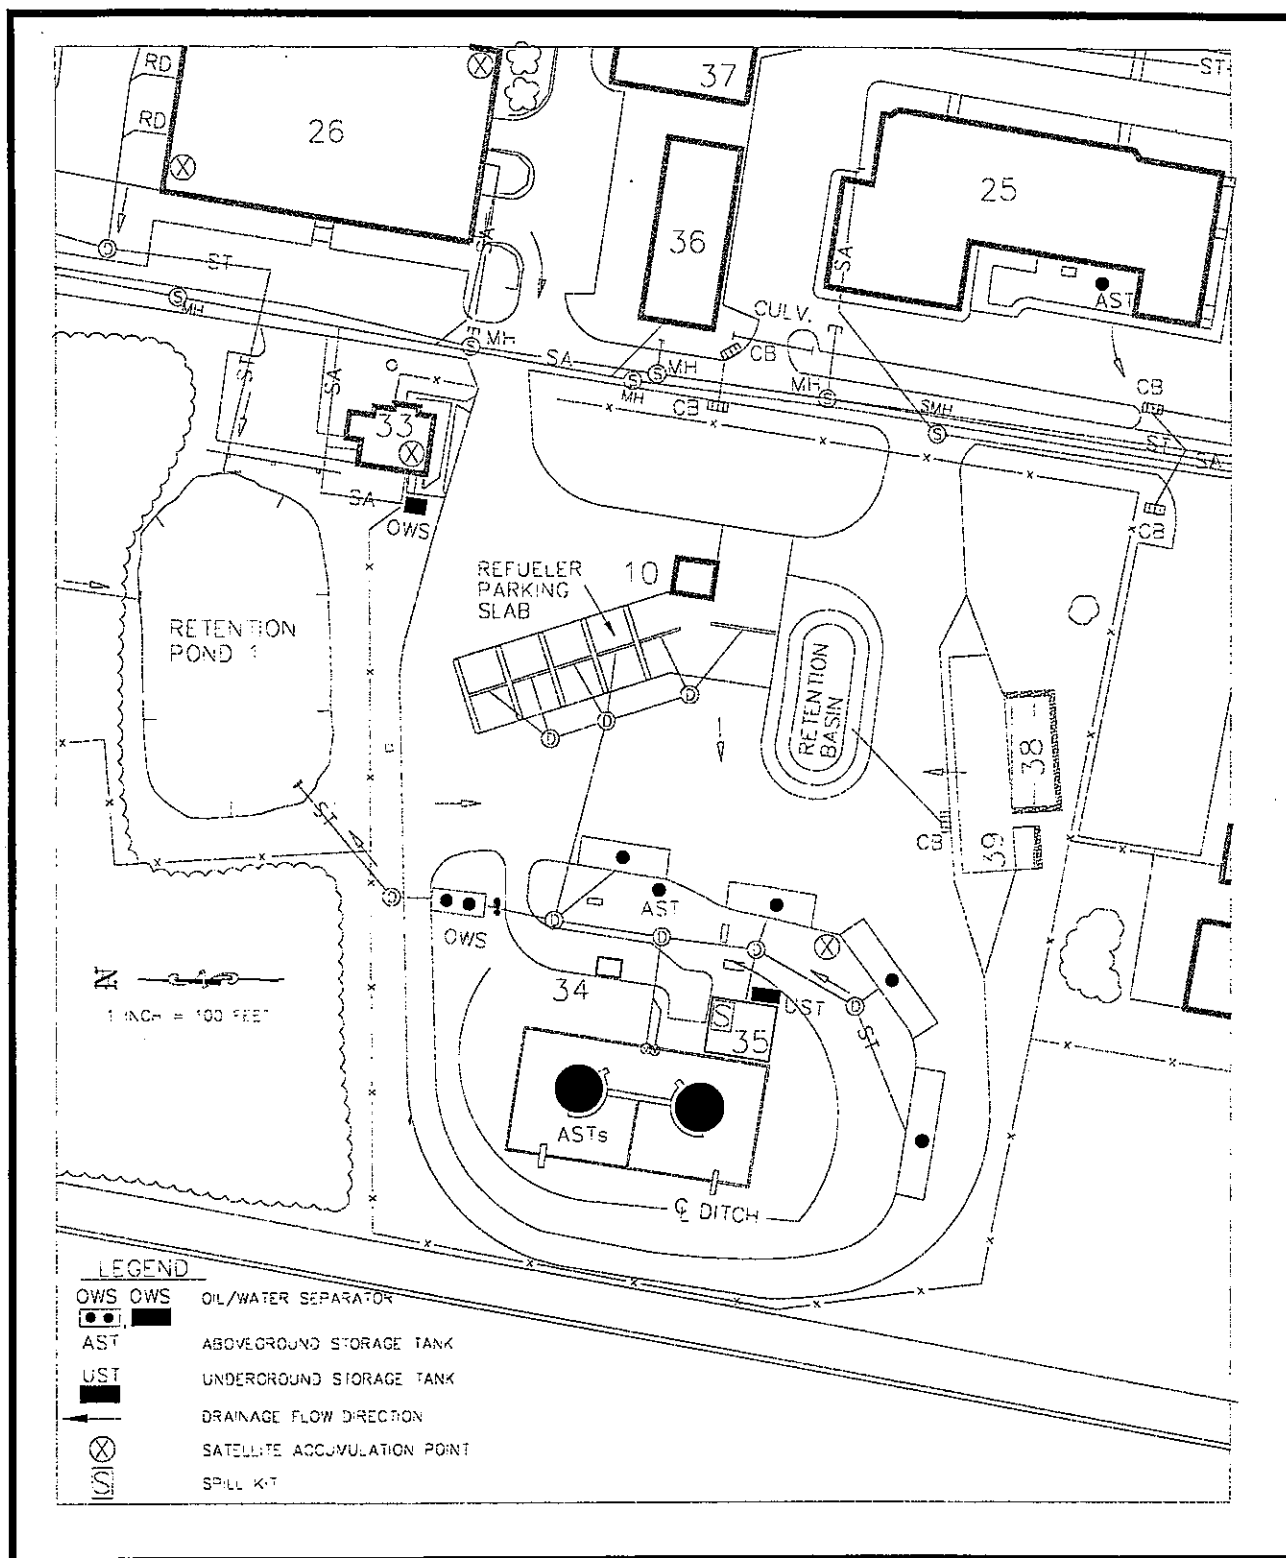 RD
37
ST
RD
26
25
36
SA
SA
D
ST
AST
S
MH
CULV.
MH
S
CB
SA
MH
S
S
MH
CB
MH
S
CB
ST
SA
SMH
S
ST
SA
33
SA
OWS
CB
REFUELER
PARKING
SLAB
10
RETENTION
POND 1
RETENTION
BASIN
D
D
D
38
39
CB
ST
D
OWS
D
AST
D
D
D
ST
34
S
35
UST
ASTs
℄ DITCH
N
1 INCH = 100 FEET
LEGEND
OWS OWS OIL/WATER SEPARATOR
AST ABOVEGROUND STORAGE TANK
UST UNDERGROUND STORAGE TANK
DRAINAGE FLOW DIRECTION
SATELLITE ACCUMULATION POINT
S SPILL KIT